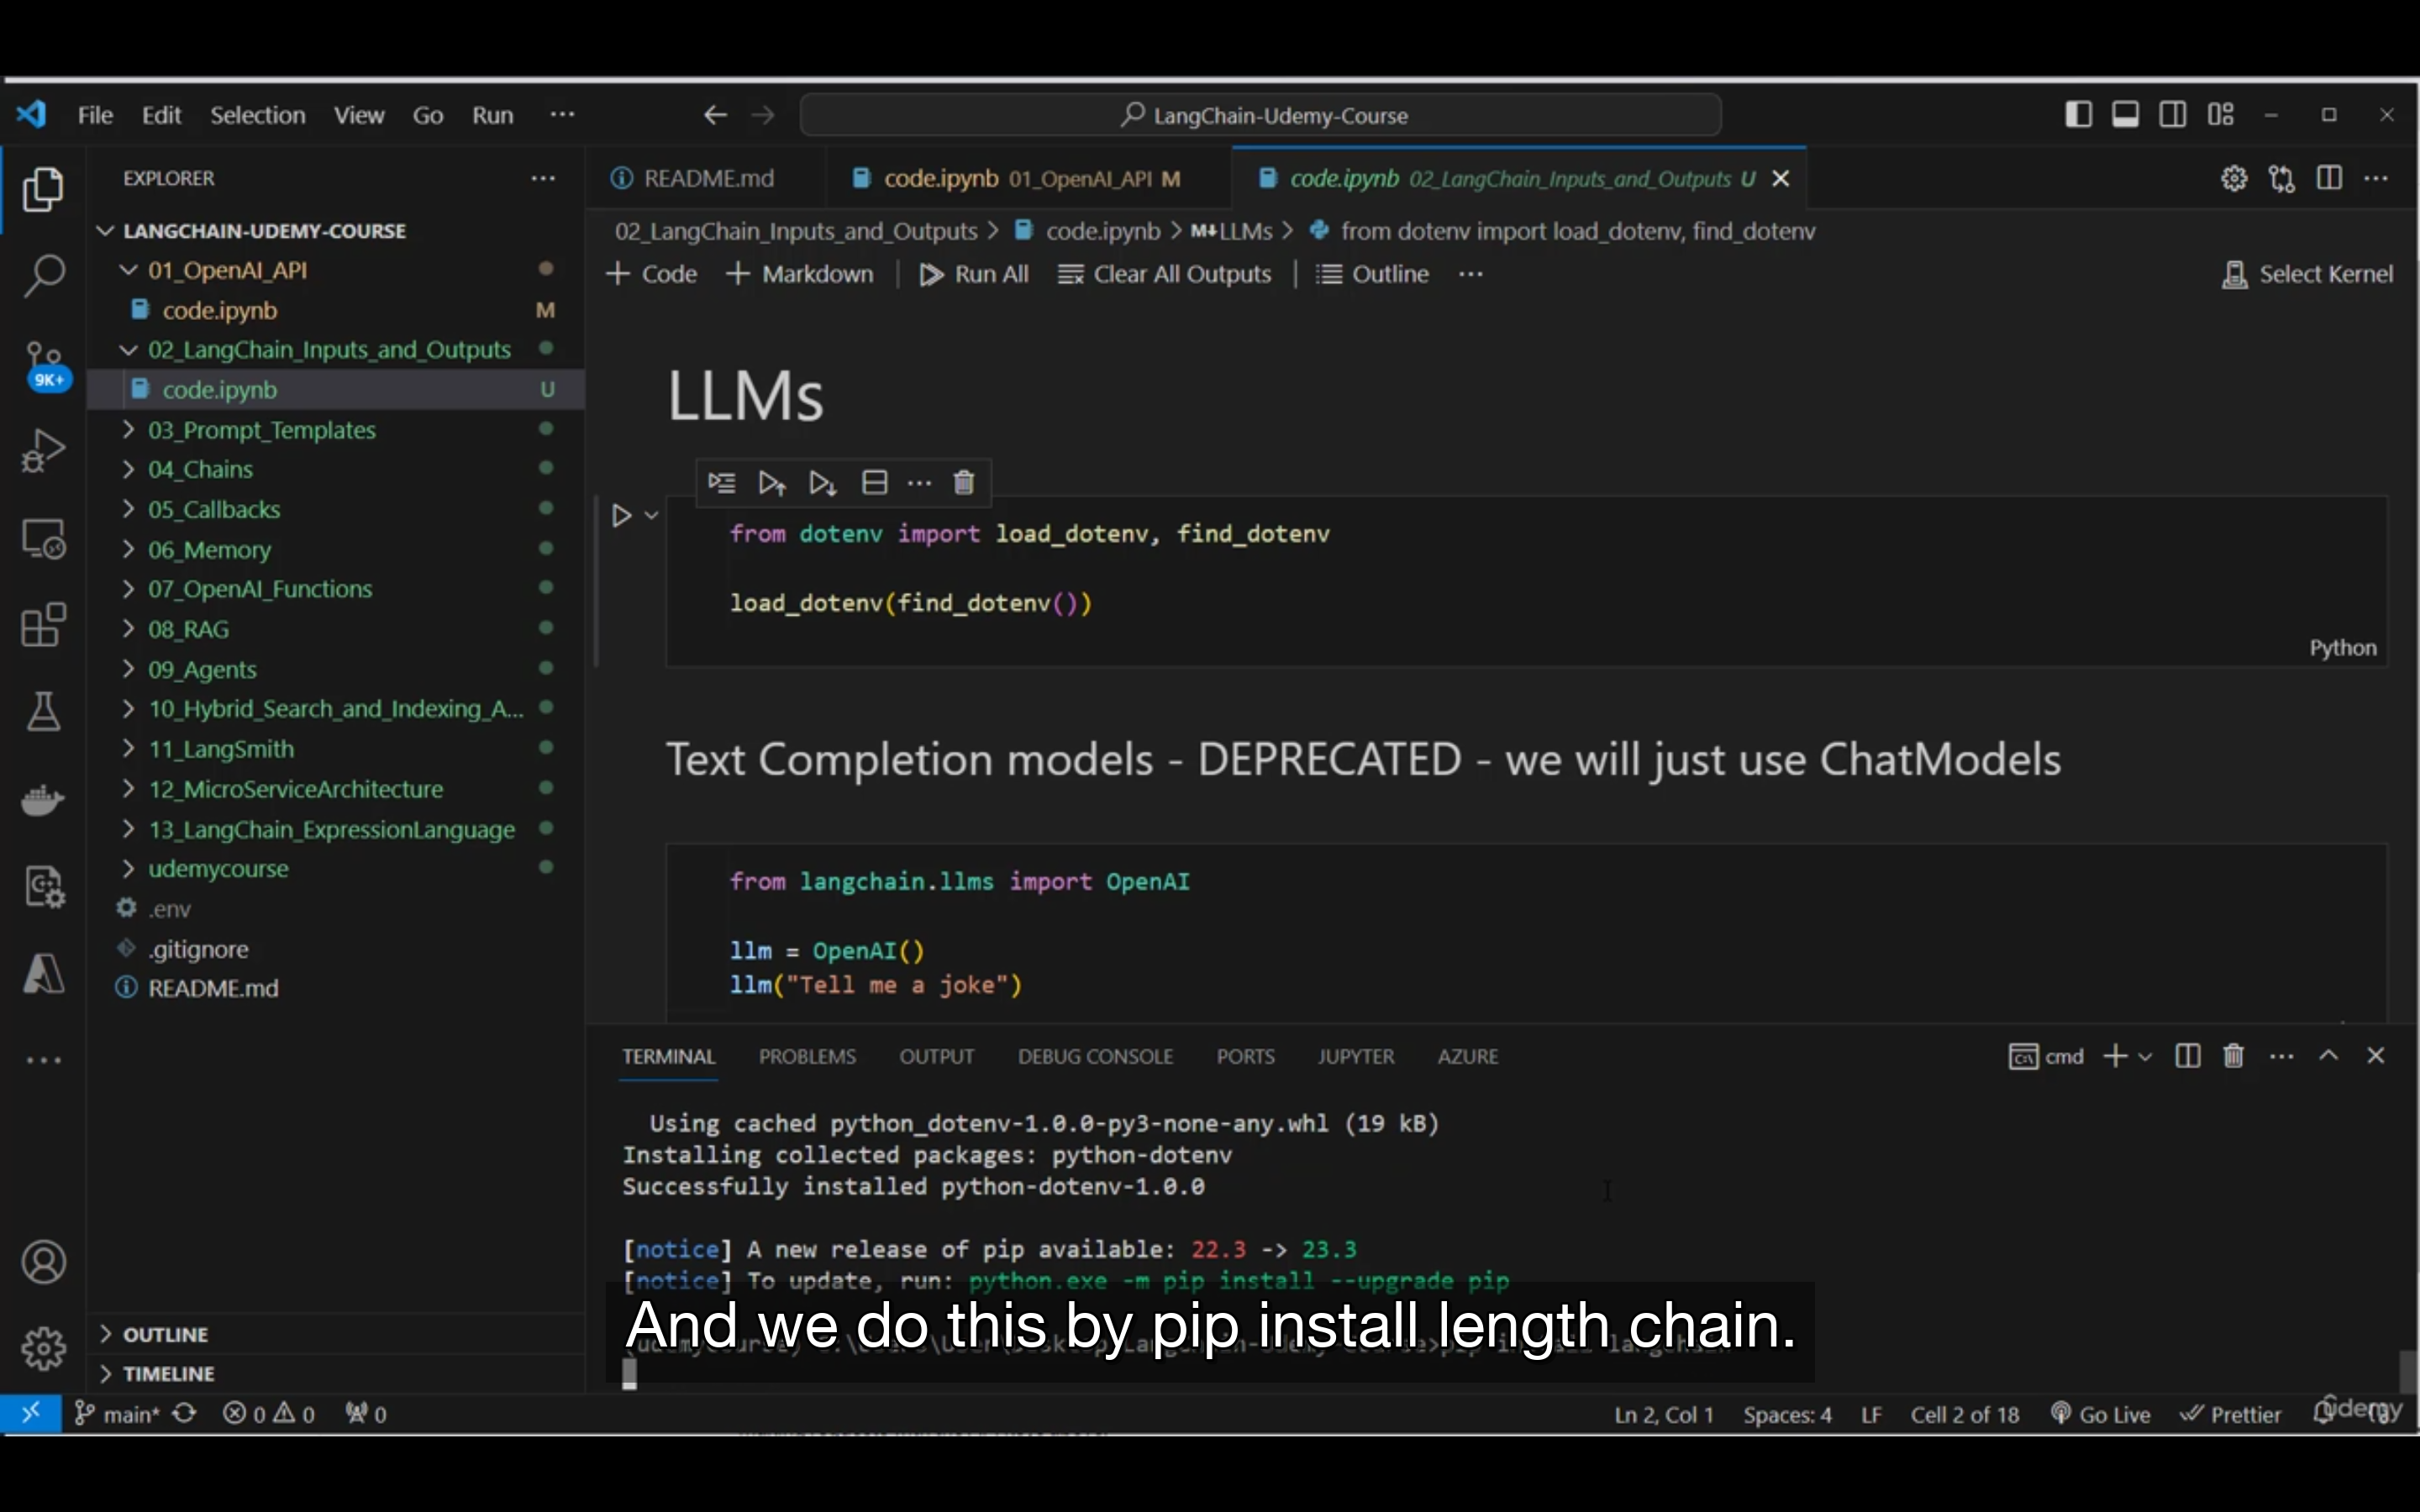 File Edit Selection View Go Run ··· LangChain-Udemy-Course
EXPLORER ···
LANGCHAIN-UDEMY-COURSE
01_OpenAI_API
code.ipynb M
02_LangChain_Inputs_and_Outputs
code.ipynb U
03_Prompt_Templates
04_Chains
05_Callbacks
06_Memory
07_OpenAI_Functions
08_RAG
09_Agents
10_Hybrid_Search_and_Indexing_A...
11_LangSmith
12_MicroServiceArchitecture
13_LangChain_ExpressionLanguage
udemycourse
.env
.gitignore
README.md
OUTLINE
TIMELINE
9K+
README.md code.ipynb 01_OpenAI_API M code.ipynb 02_LangChain_Inputs_and_Outputs U
02_LangChain_Inputs_and_Outputs > code.ipynb > M↓LLMs > from dotenv import load_dotenv, find_dotenv
+ Code + Markdown Run All Clear All Outputs Outline ··· Select Kernel
LLMs
from dotenv import load_dotenv, find_dotenv
load_dotenv(find_dotenv())
Python
Text Completion models - DEPRECATED - we will just use ChatModels
from langchain.llms import OpenAI
llm = OpenAI()
llm("Tell me a joke")
TERMINAL PROBLEMS OUTPUT DEBUG CONSOLE PORTS JUPYTER AZURE cmd
Using cached python_dotenv-1.0.0-py3-none-any.whl (19 kB)
Installing collected packages: python-dotenv
Successfully installed python-dotenv-1.0.0
[notice] A new release of pip available: 22.3 -> 23.3
[notice] To update, run: python.exe -m pip install --upgrade pip
And we do this by pip install length chain.
main* 0 0 0 Ln 2, Col 1 Spaces: 4 LF Cell 2 of 18 Go Live Prettier
ûdemy